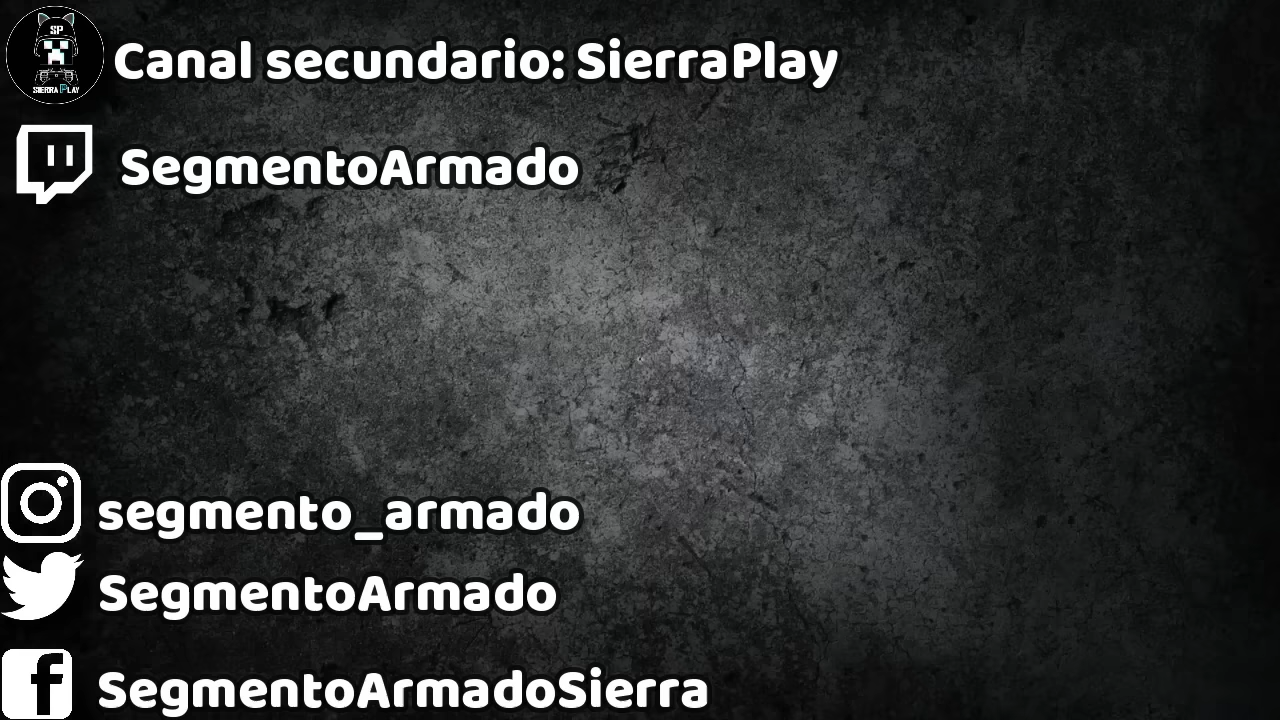 SP
SIERRA PLAY
Canal secundario: SierraPlay
SegmentoArmado
segmento_armado
SegmentoArmado
SegmentoArmadoSierra